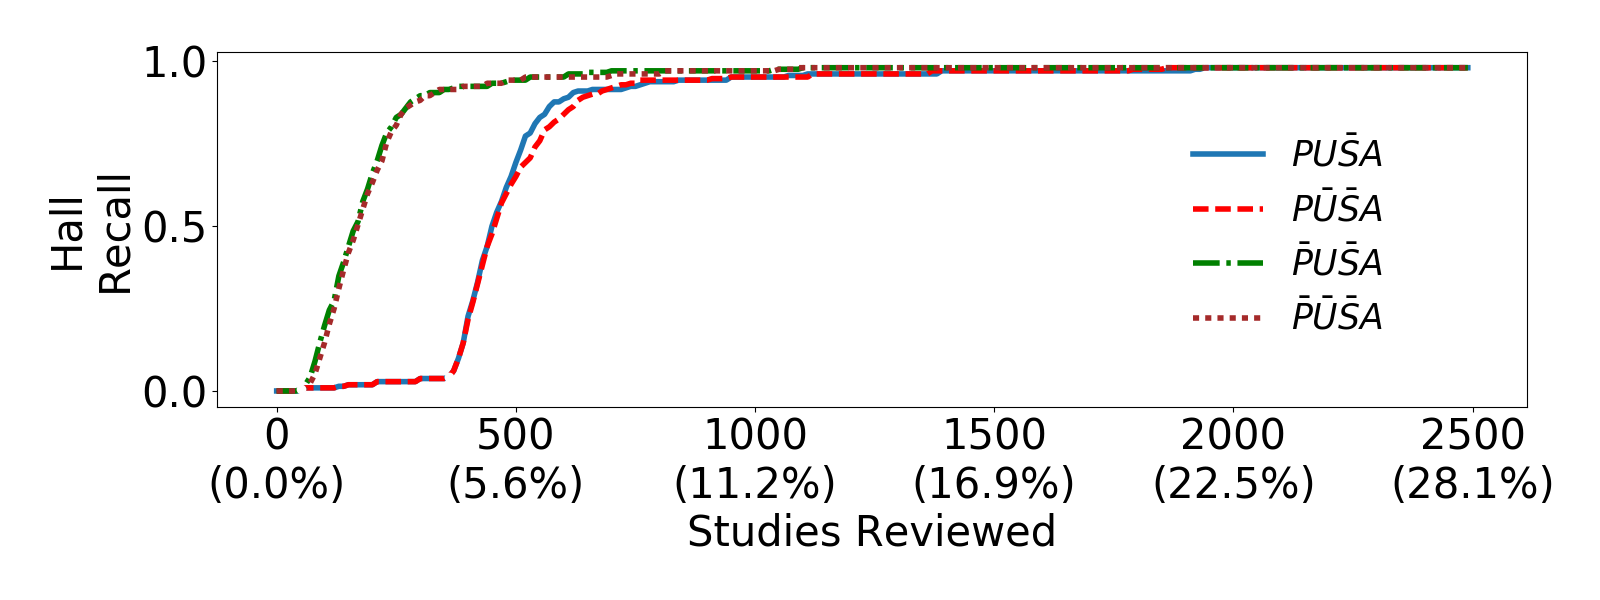 Hall
Recall
1.0
0.5
0.0
PUS̄A
PŪS̄A
P̄US̄A
P̄ŪS̄A
0 500 1000 1500 2000 2500
(0.0%) (5.6%) (11.2%) (16.9%) (22.5%) (28.1%)
Studies Reviewed